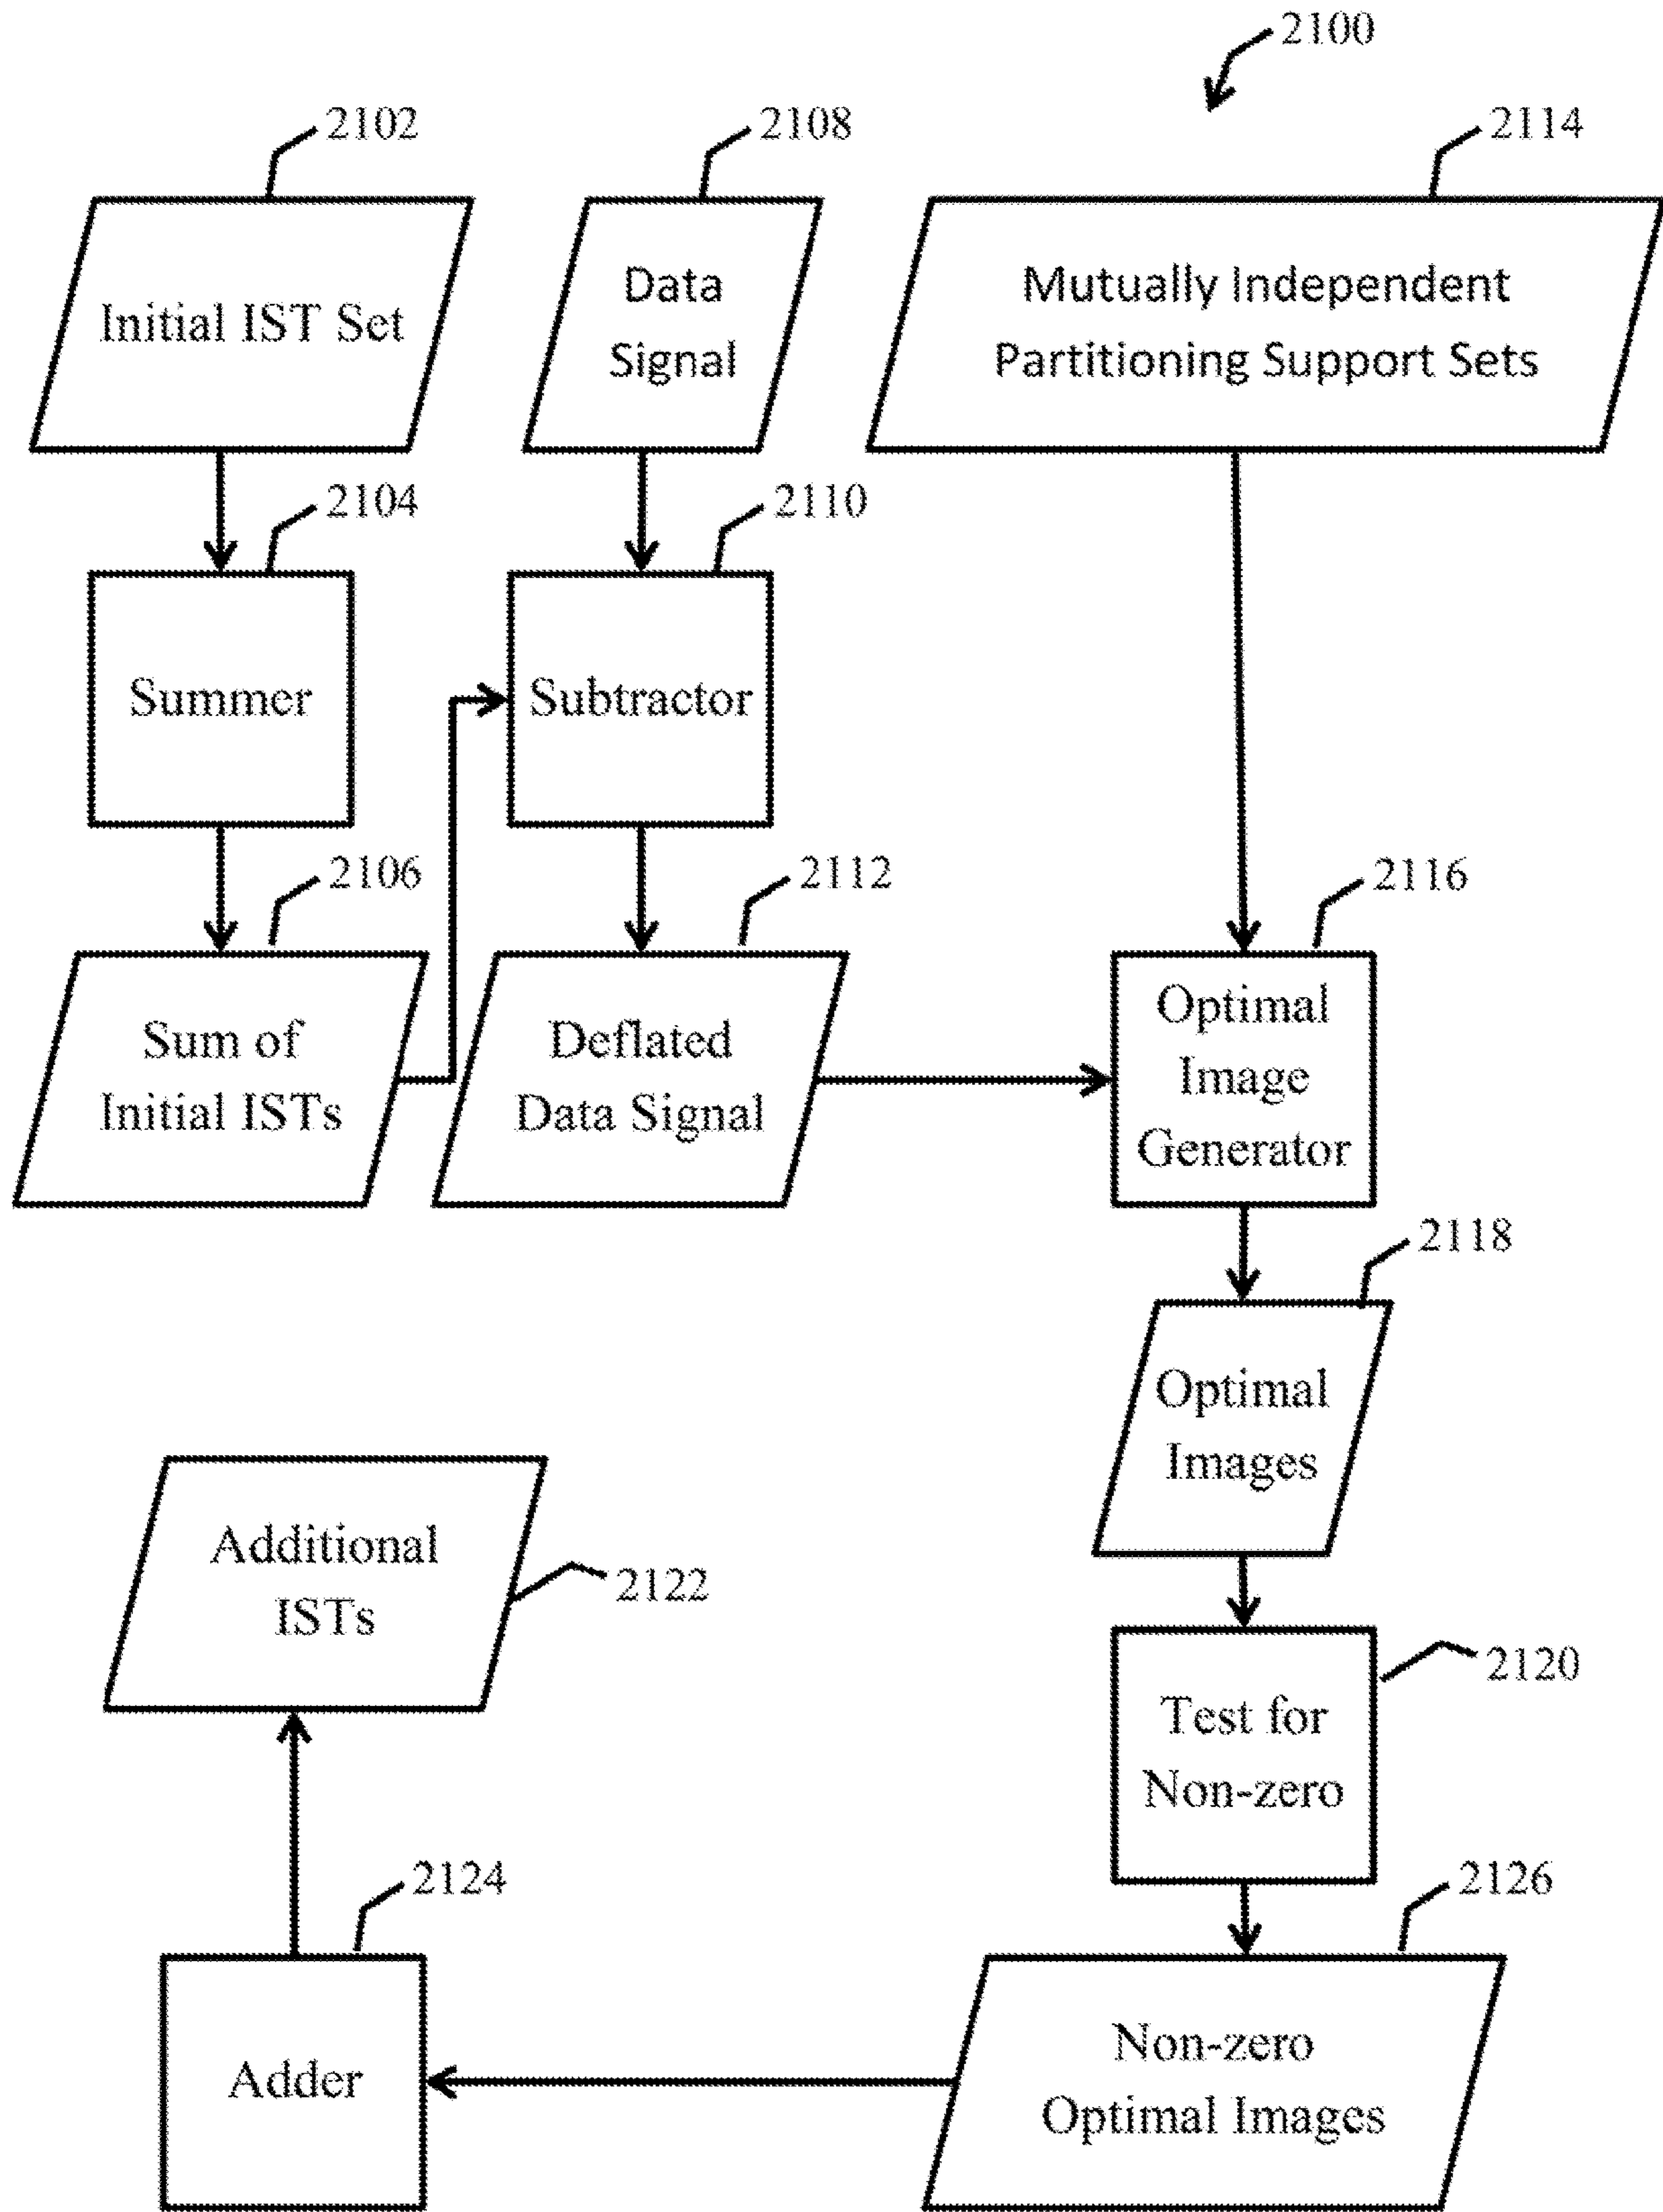 2100
2102
2108
2114
Initial IST Set
Data
Signal
Mutually Independent
Partitioning Support Sets
2104
2110
Summer
Subtractor
2106
2112
2116
Sum of
Initial ISTs
Deflated
Data Signal
Optimal
Image
Generator
2118
Optimal
Images
Additional
ISTs
2122
2120
Test for
Non-zero
2124
2126
Adder
Non-zero
Optimal Images